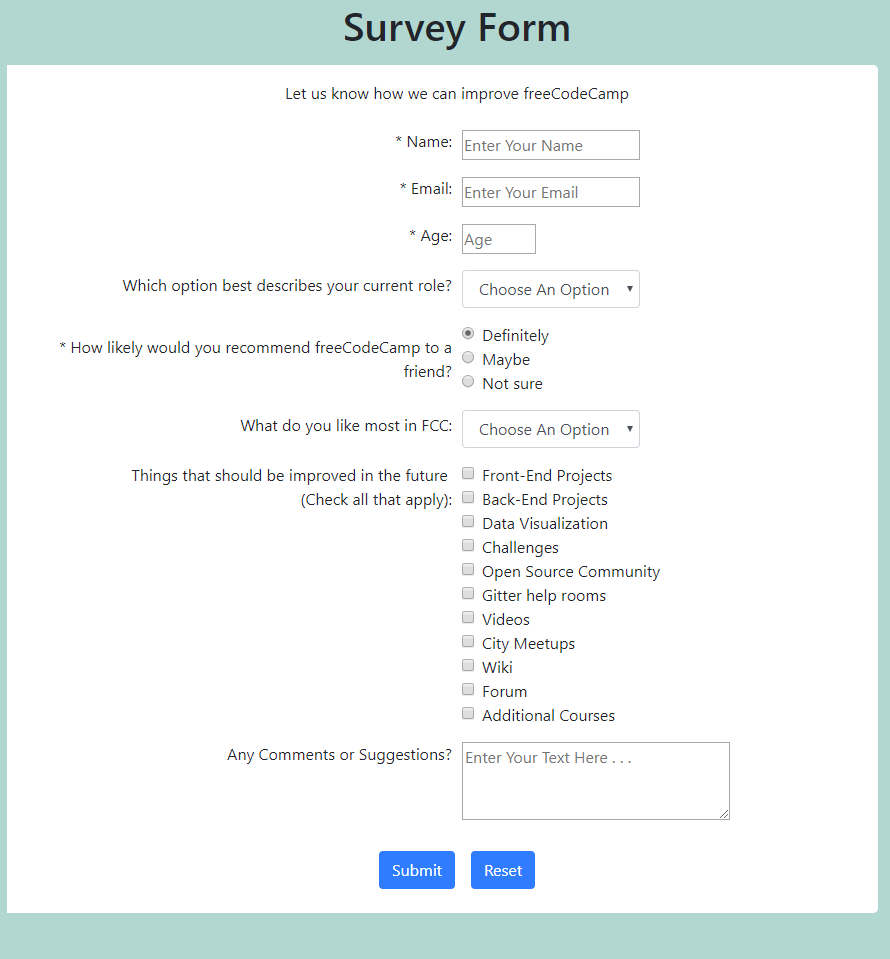 Survey Form
Let us know how we can improve freeCodeCamp
* Name: Enter Your Name
* Email: Enter Your Email
* Age: Age
Which option best describes your current role? Choose An Option
* How likely would you recommend freeCodeCamp to a
friend?
Definitely
Maybe
Not sure
What do you like most in FCC: Choose An Option
Things that should be improved in the future
(Check all that apply):
Front-End Projects
Back-End Projects
Data Visualization
Challenges
Open Source Community
Gitter help rooms
Videos
City Meetups
Wiki
Forum
Additional Courses
Any Comments or Suggestions? Enter Your Text Here . . .
Submit Reset